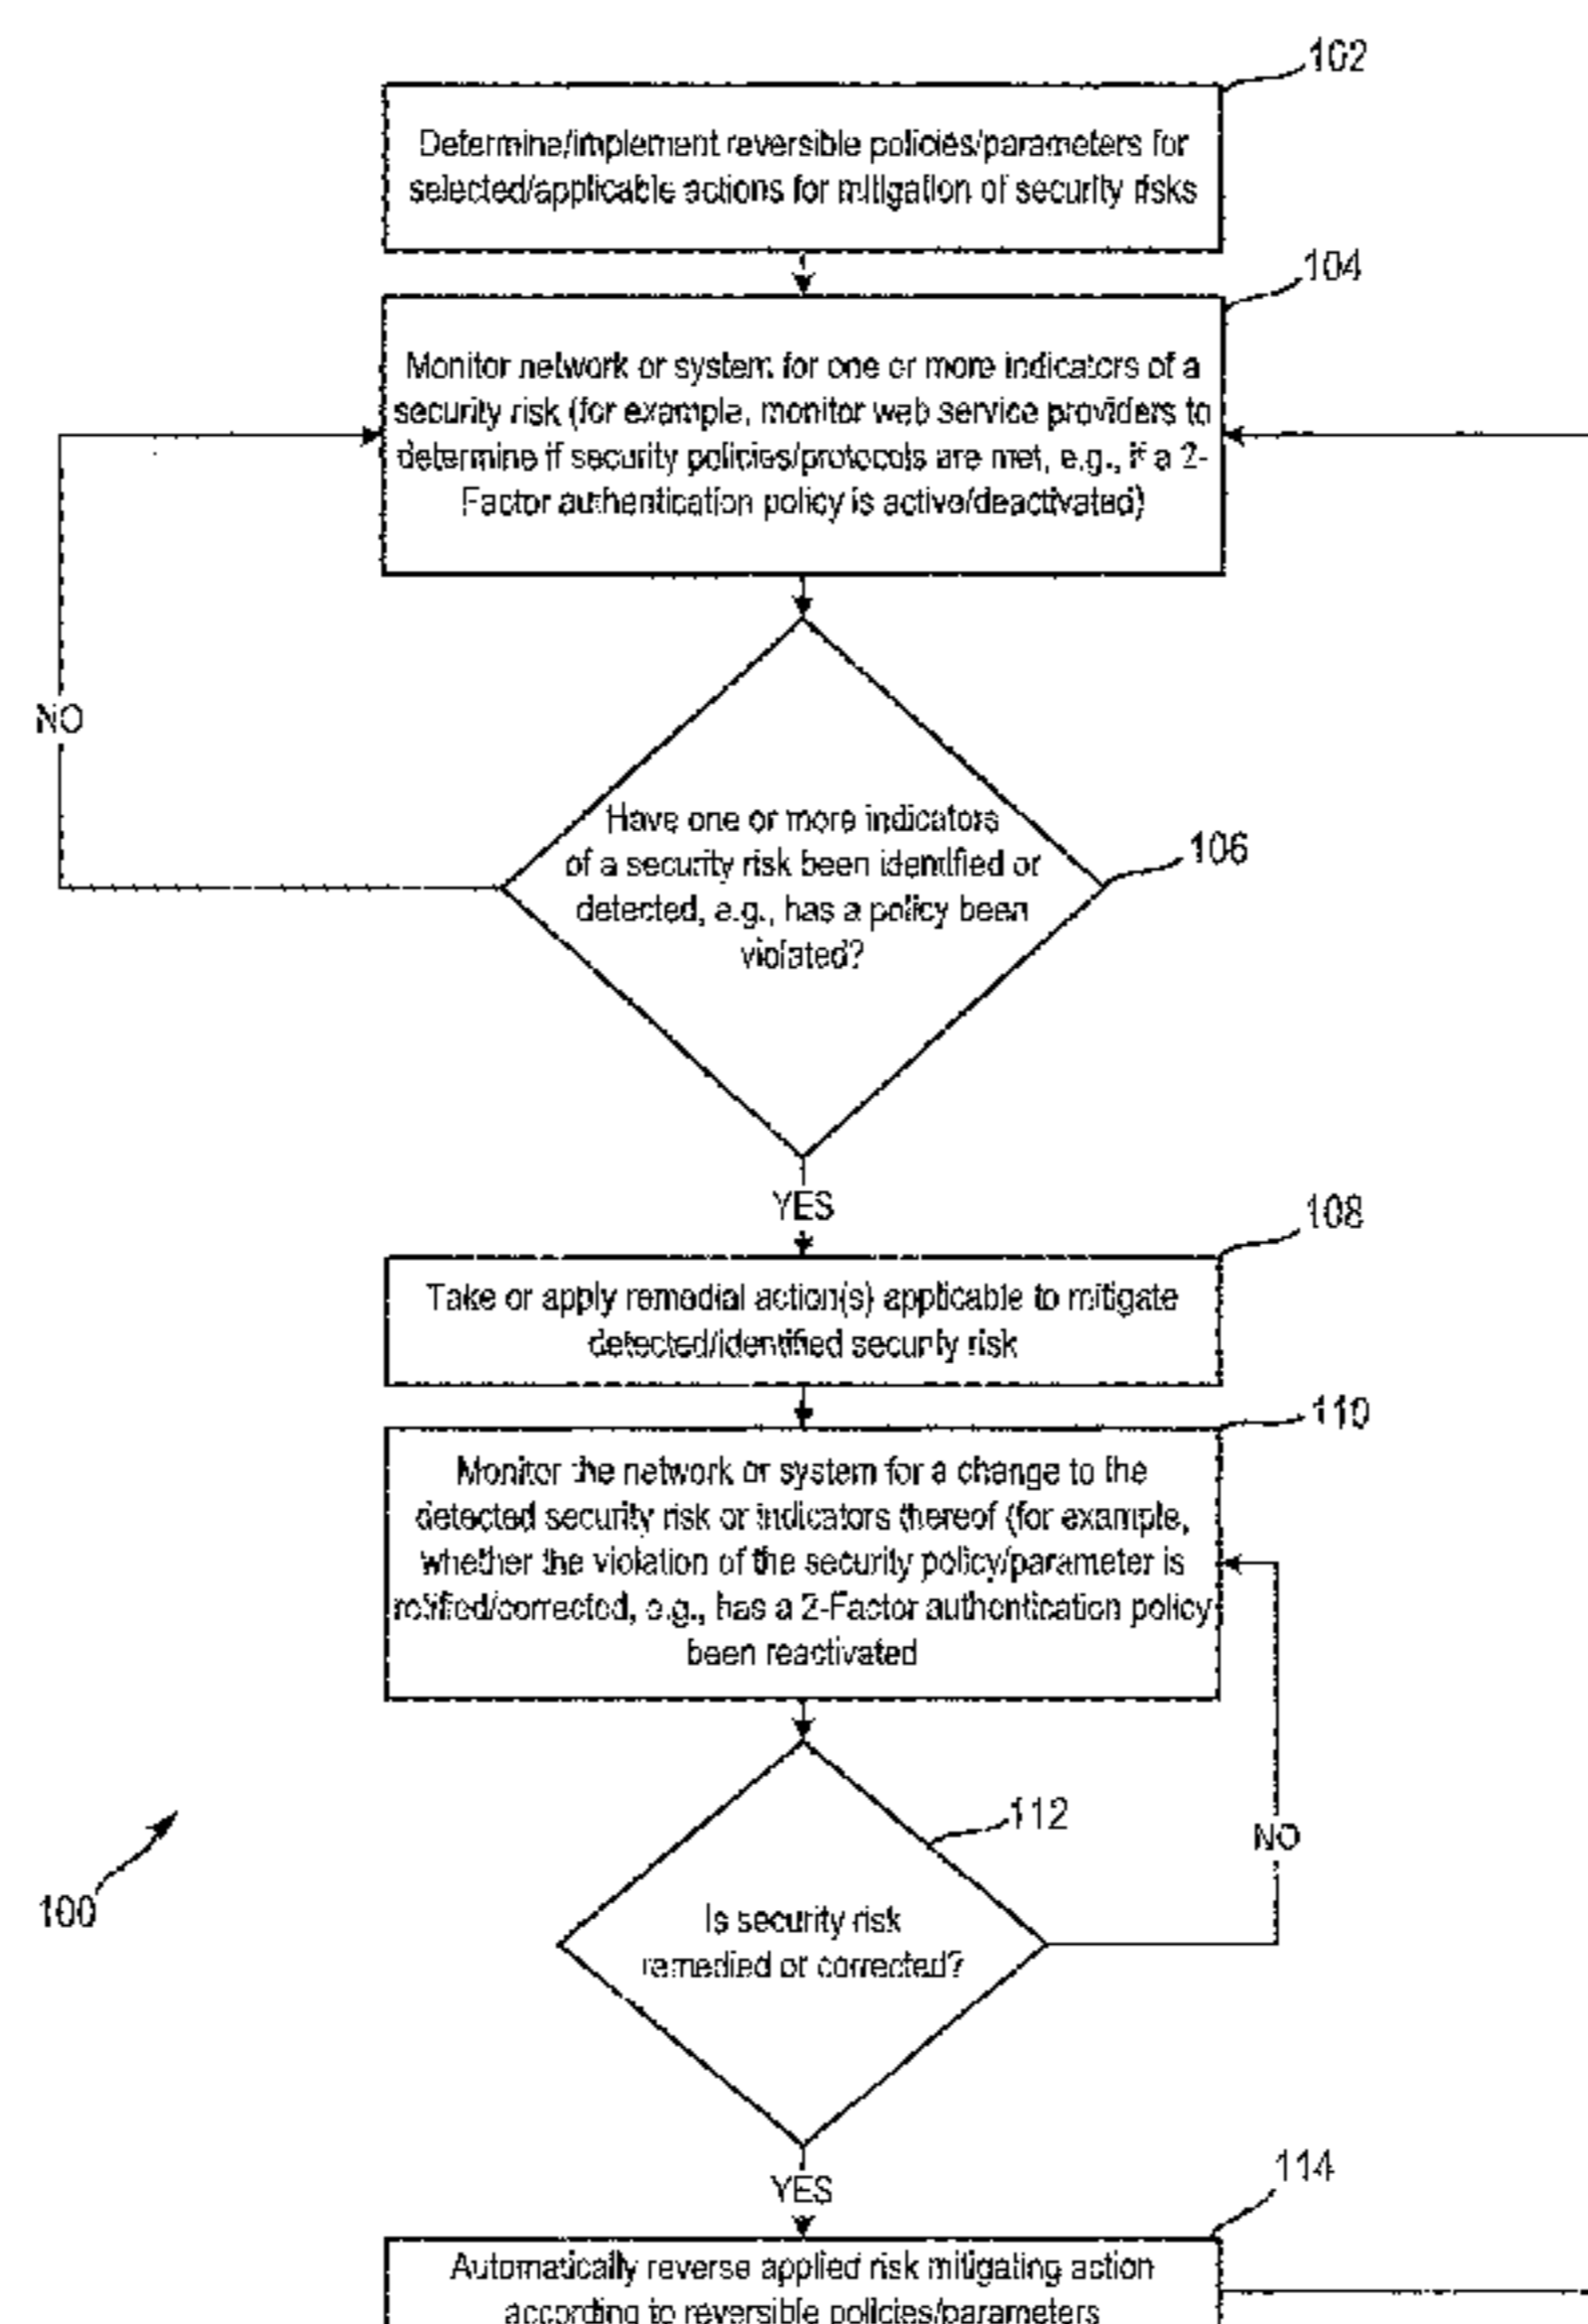 102
Determine/implement reversible policies/parameters for
selected/applicable actions for mitigation of security risks
104
Monitor network or system for one or more indicators of a
security risk (for example, monitor web service providers to
determine if security policies/protocols are met, e.g., if a 2-
Factor authentication policy is active/deactivated)
NO
Have one or more indicators
of a security risk been identified or
detected, e.g., has a policy been
violated?
106
YES
108
Take or apply remedial action(s) applicable to mitigate
detected/identified security risk
110
Monitor the network or system for a change to the
detected security risk or indicators thereof (for example,
whether the violation of the security policy/parameter is
rectified/corrected, e.g., has a 2-Factor authentication policy
been reactivated
112
NO
100
Is security risk
remedied or corrected?
YES
114
Automatically reverse applied risk mitigating action
according to reversible policies/parameters